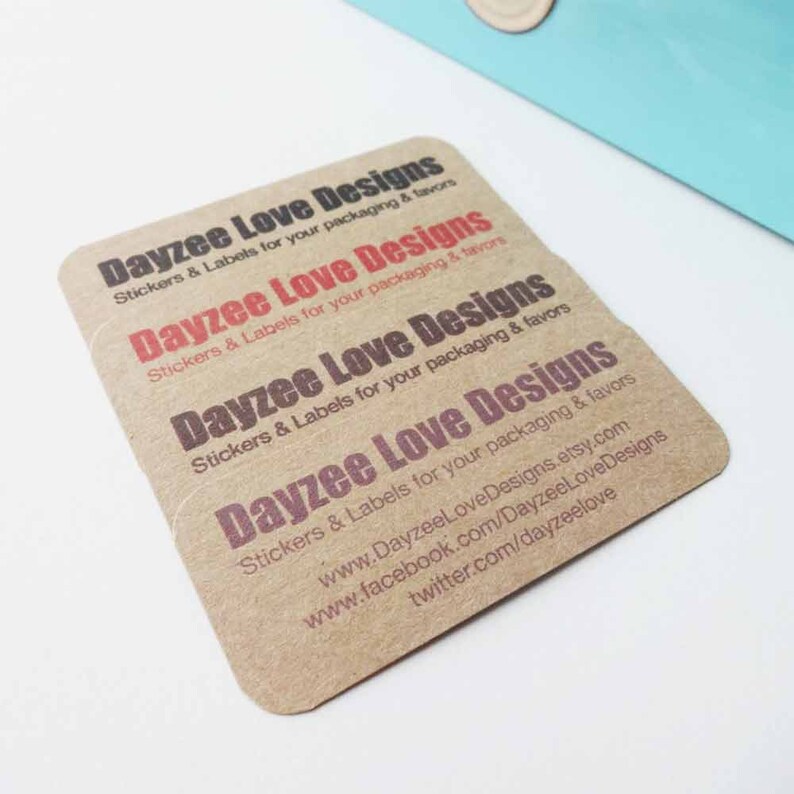 Dayzee Love Designs
Stickers & Labels for your packaging & favors
Dayzee Love Designs
Stickers & Labels for your packaging & favors
Dayzee Love Designs
Stickers & Labels for your packaging & favors
Dayzee Love Designs
Stickers & Labels for your packaging & favors
www.DayzeeLoveDesigns.etsy.com
www.facebook.com/DayzeeLoveDesigns
twitter.com/dayzeelove